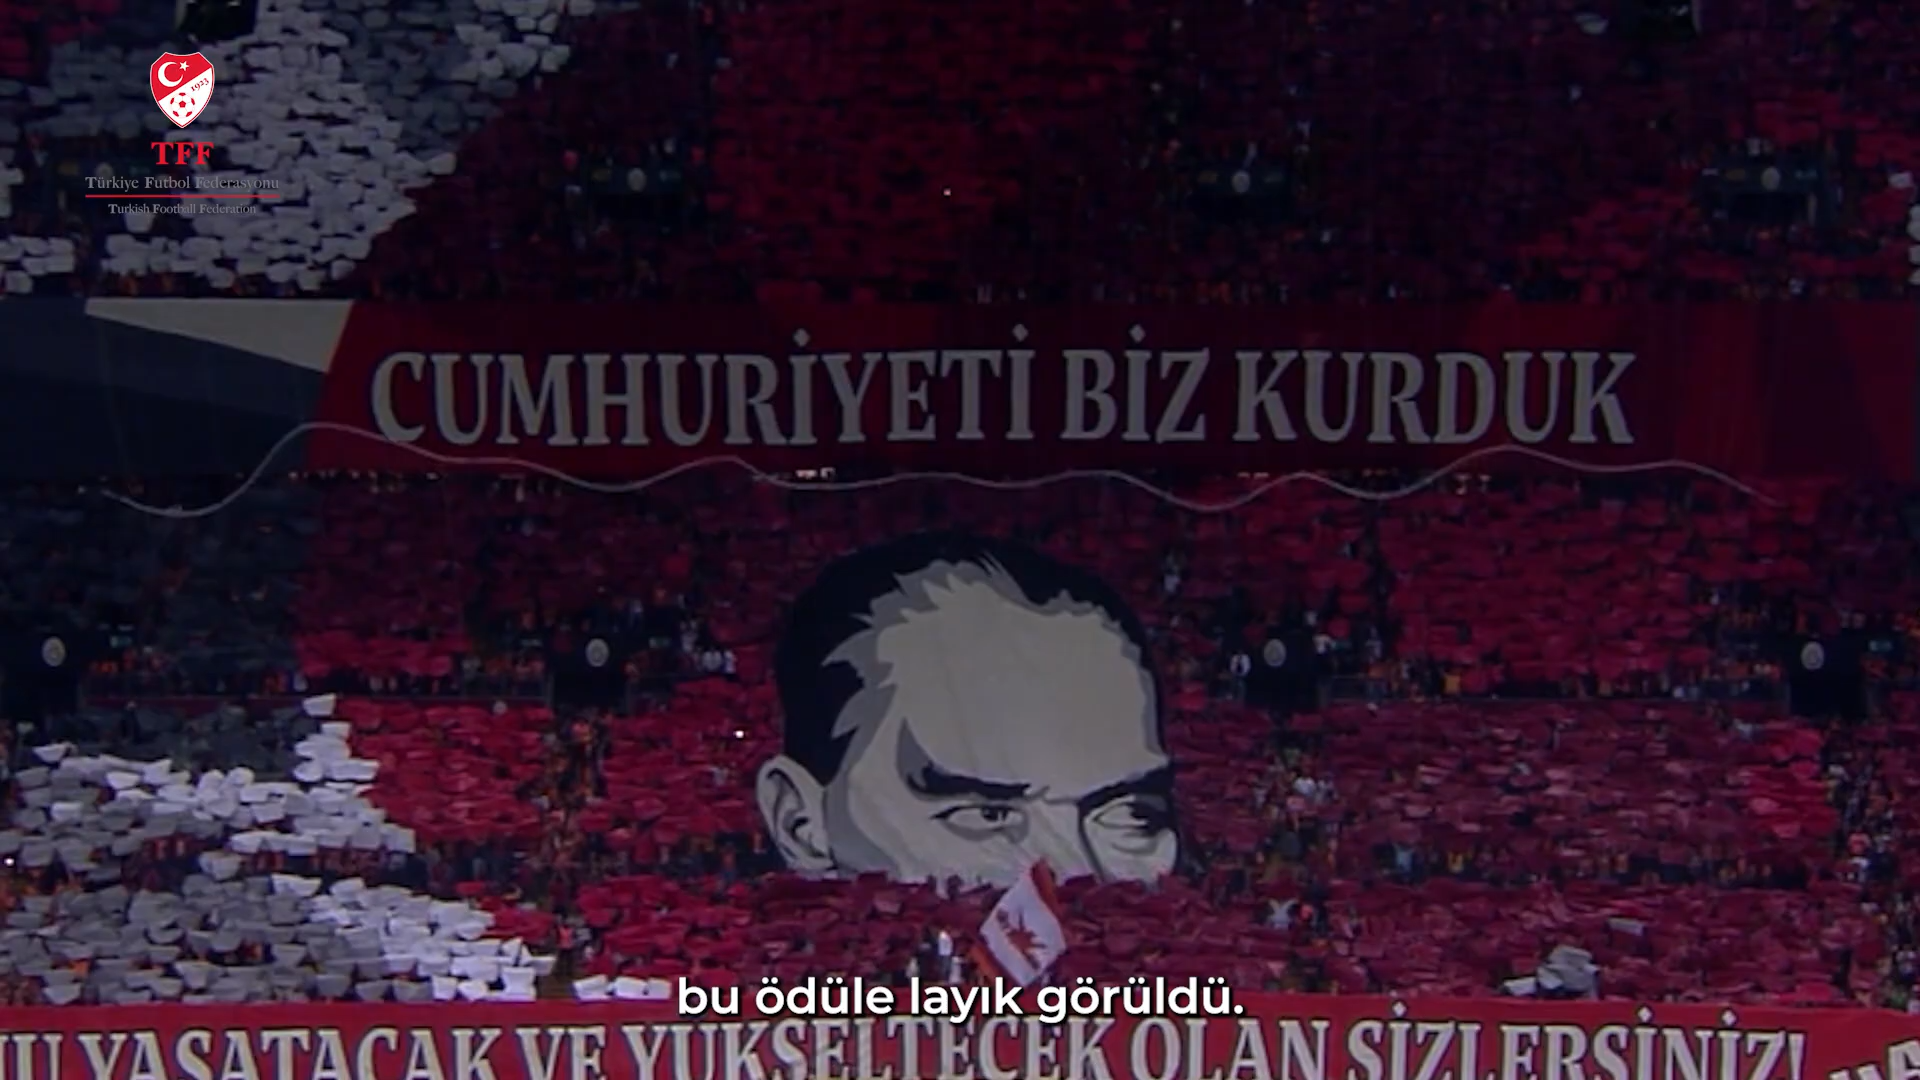 1923
TFF
Türkiye Futbol Federasyonu
Turkish Football Federation
CUMHURİYETİ BİZ KURDUK
bu ödüle layık görüldü.
YAŞATACAK VE YÜKSELTECEK OLAN SİZLERSİNİZ!